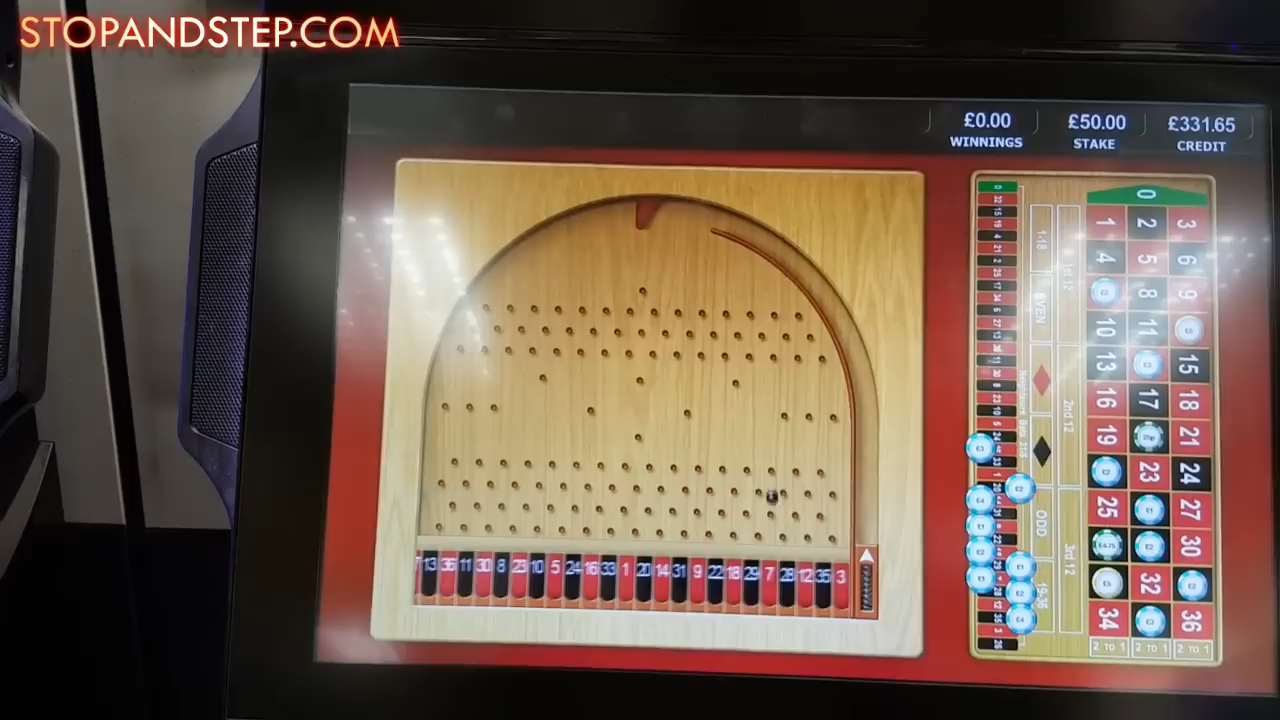 STOPANDSTEP.COM
£0.00 £50.00 £331.65
WINNINGS STAKE CREDIT
0
1 2 3
4 5 6
8 9
10 11
13 15
16 17 18
19 21
23 24
25 27
30
32
34 36
2 TO 1 2 TO 1 2 TO 1
1-18
EVEN
ODD
19-36
1st 12
2nd 12
3rd 12
13 36 11 30 8 23 10 5 24 16 33 1 20 14 31 9 22 18 29 7 28 12 35 3